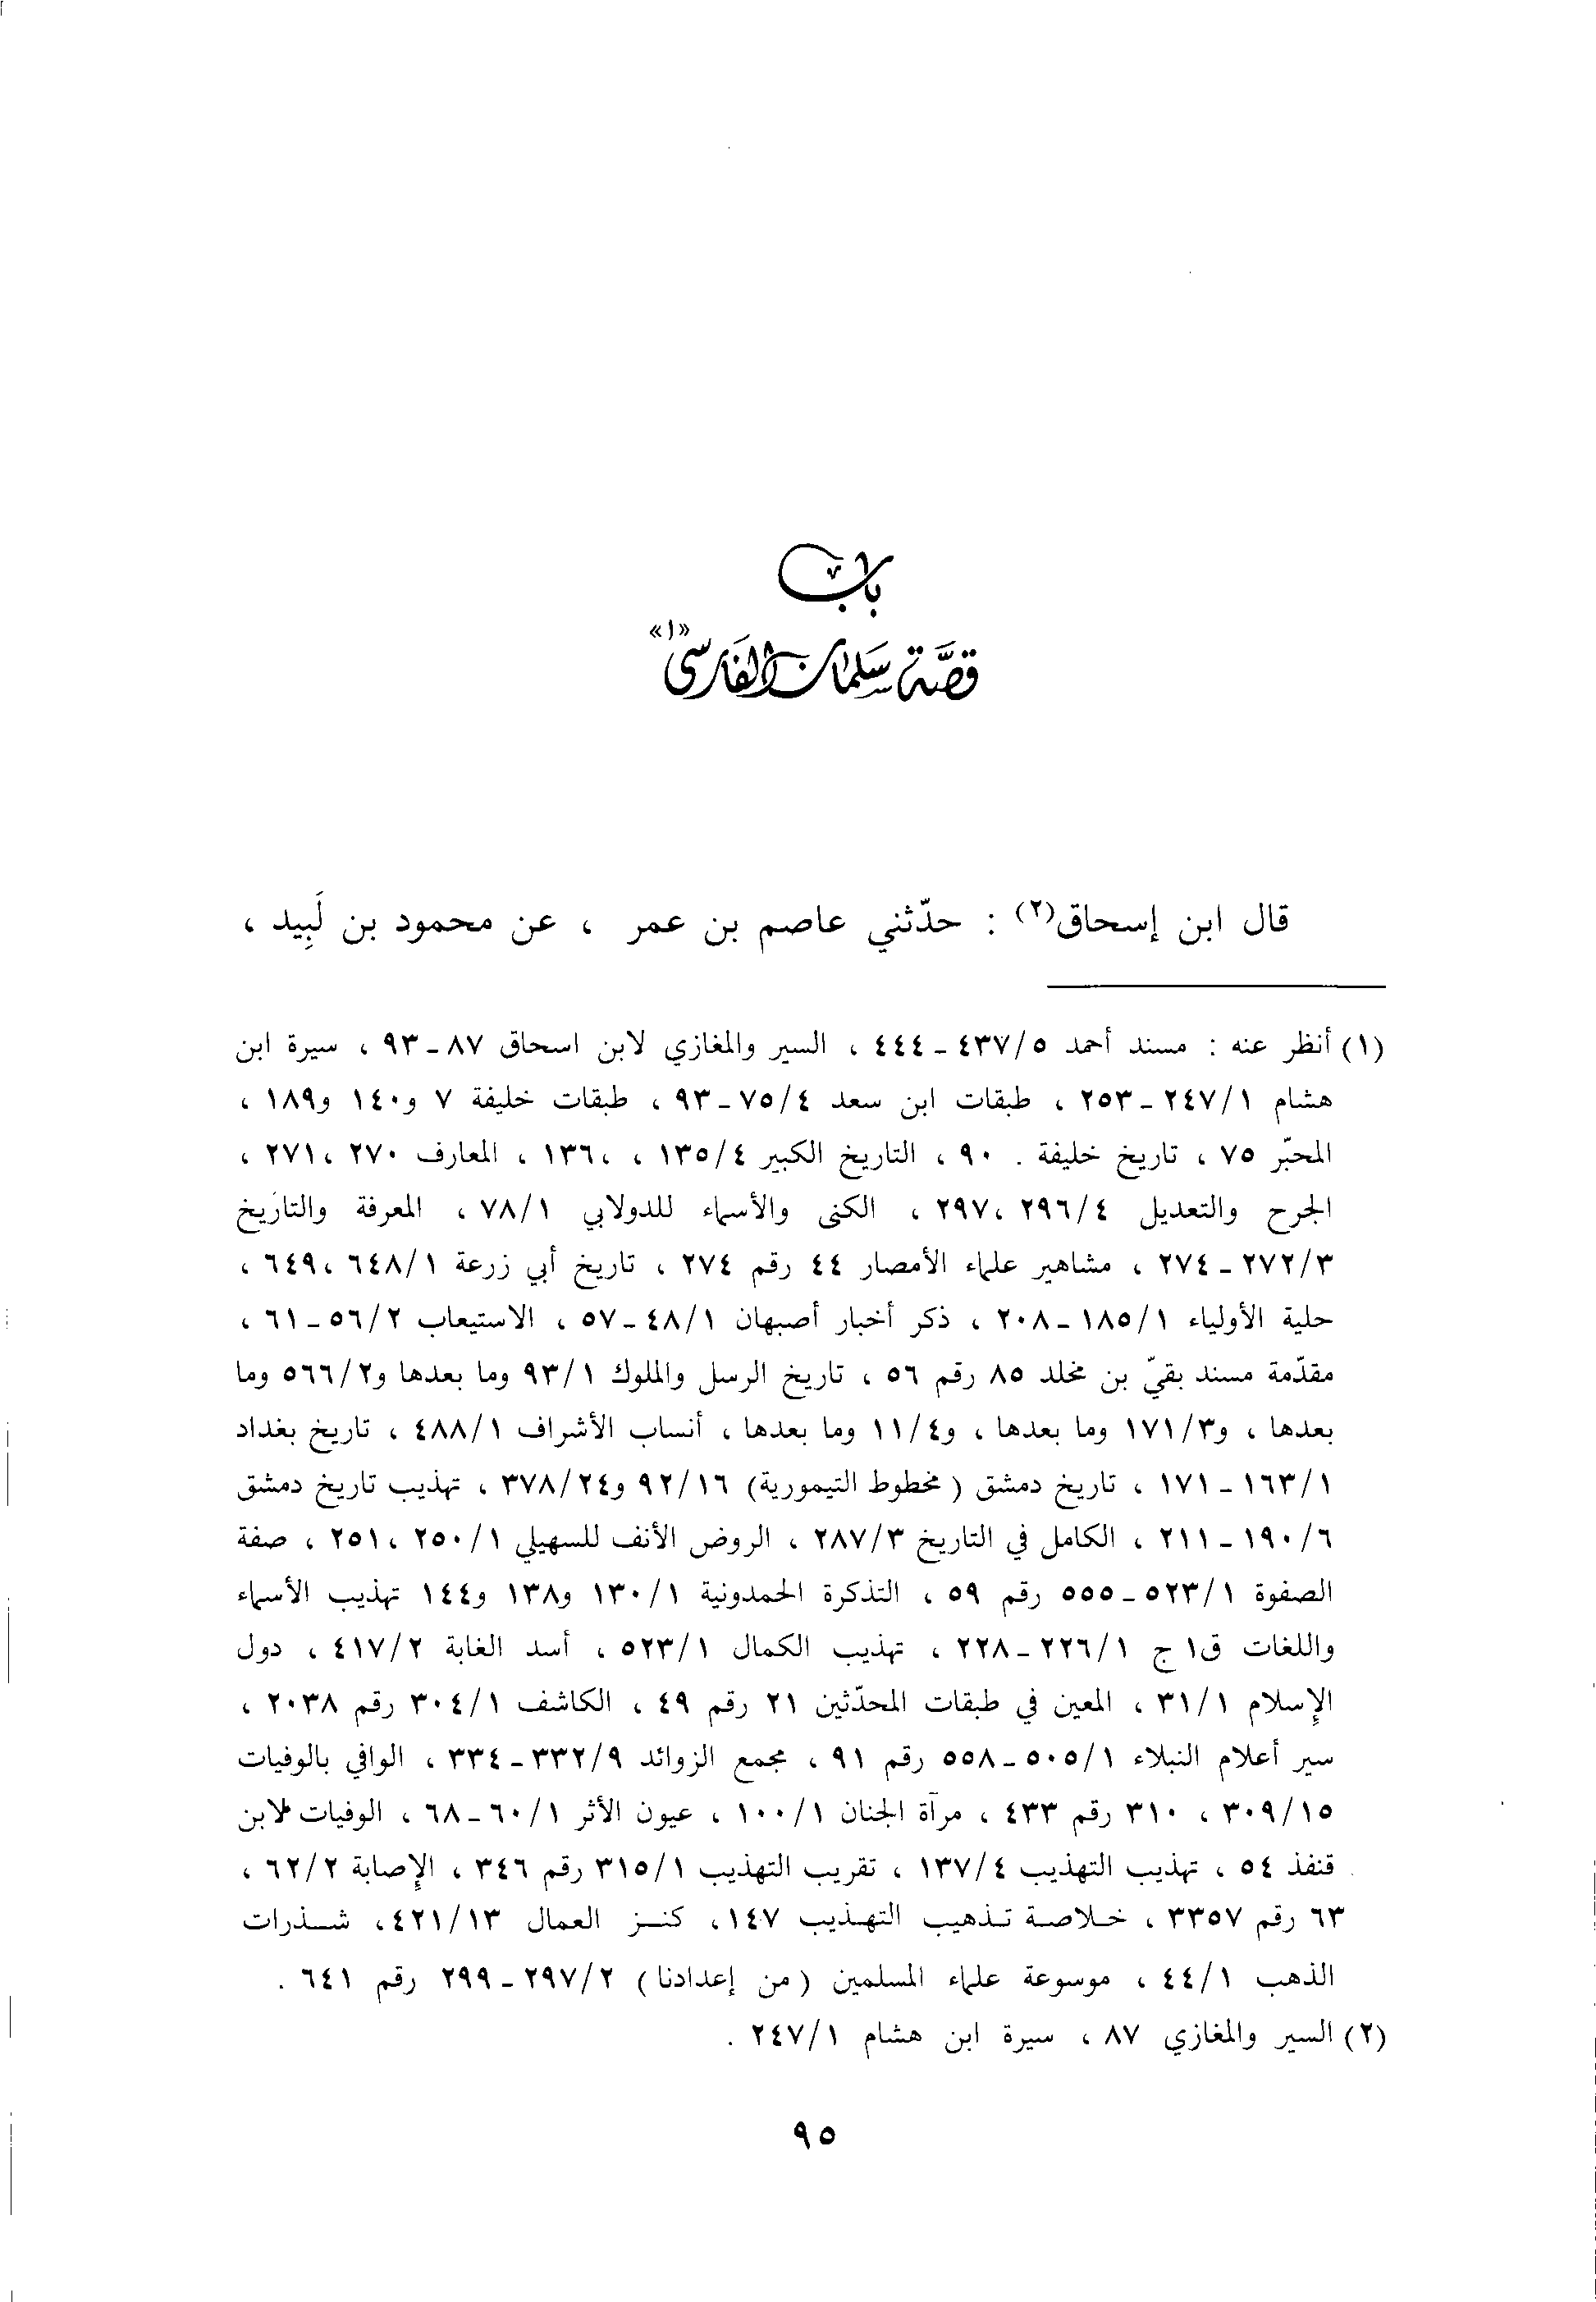 باب
قصَّة سَلمان الفَارسى «١»
قال ابن إسحاق(٢) : حدّثني عاصم بن عمر ، عن محمود بن لَبِيد ،
(١) أنظر عنه : مسند أحمد ٤٣٧/٥ ـ ٤٤٤ ، السير والمغازي لابن اسحاق ٨٧ ـ ٩٣ ، سيرة ابن
هشام ٢٤٧/١ ـ ٢٥٣ ، طبقات ابن سعد ٧٥/٤ ـ ٩٣ ، طبقات خليفة ٧ و١٤٠ و١٨٩ ،
المحبّر ٧٥ ، تاريخ خليفة . ٩٠ ، التاريخ الكبير ١٣٥/٤ ، ،١٣٦ ، المعارف ٢٧٠ ،٢٧١ ،
الجرح والتعديل ٢٩٦/٤ ،٢٩٧ ، الكنى والأسماء للدولابي ٧٨/١ ، المعرفة والتاريخ
٢٧٢/٣ ـ ٢٧٤ ، مشاهير علماء الأمصار ٤٤ رقم ٢٧٤ ، تاريخ أبي زرعة ٦٤٨/١ ،٦٤٩ ،
حلية الأولياء ١٨٥/١ ـ ٢٠٨ ، ذكر أخبار أصبهان ٤٨/١ ـ ٥٧ ، الاستيعاب ٥٦/٢ ـ ٦١ ،
مقدّمة مسند بقيّ بن مخلد ٨٥ رقم ٥٦ ، تاريخ الرسل والملوك ٩٣/١ وما بعدها و٥٦٦/٢ وما
بعدها ، و١٧١/٣ وما بعدها ، و١١/٤ وما بعدها ، أنساب الأشراف ٤٨٨/١ ، تاريخ بغداد
١٦٣/١ ـ ١٧١ ، تاريخ دمشق ( مخطوط التيمورية) ٩٢/١٦ و٣٧٨/٢٤ ، تهذيب تاريخ دمشق
١٩٠/٦ ـ ٢١١ ، الكامل في التاريخ ٢٨٧/٣ ، الروض الأنف للسهيلي ٢٥٠/١ ،٢٥١ ، صفة
الصفوة ٥٢٣/١ ـ ٥٥٥ رقم ٥٩ ، التذكرة الحمدونية ١٣٠/١ و١٣٨ و١٤٤ تهذيب الأسماء
واللغات ق١ ج ٢٢٦/١ ـ ٢٢٨ ، تهذيب الكمال ٥٢٣/١ ، أسد الغابة ٤١٧/٢ ، دول
الإسلام ٣١/١ ، المعين في طبقات المحدّثين ٢١ رقم ٤٩ ، الكاشف ٣٠٤/١ رقم ٢٠٣٨ ،
سير أعلام النبلاء ٥٠٥/١ ـ ٥٥٨ رقم ٩١ ، مجمع الزوائد ٣٣٢/٩ ـ ٣٣٤ ، الوافي بالوفيات
٣٠٩/١٥ ، ٣١٠ رقم ٤٣٣ ، مرآة الجنان ١٠٠/١ ، عيون الأثر ٦٠/١ ـ ٦٨ ، الوفيات لابن
قنفذ ٥٤ ، تهذيب التهذيب ١٣٧/٤ ، تقريب التهذيب ٣١٥/١ رقم ٣٤٦ ، الإصابة ٦٢/٢ ،
٦٣ رقم ٣٣٥٧ ، خلاصة تذهيب التهذيب ١٤٧، كنز العمال ٤٢١/١٣، شذرات
الذهب ٤٤/١ ، موسوعة علماء المسلمين ( من إعدادنا ) ٢٩٧/٢ ـ ٢٩٩ رقم ٦٤١ .
(٢) السير والمغازي ٨٧ ، سيرة ابن هشام ٢٤٧/١ .
٩٥